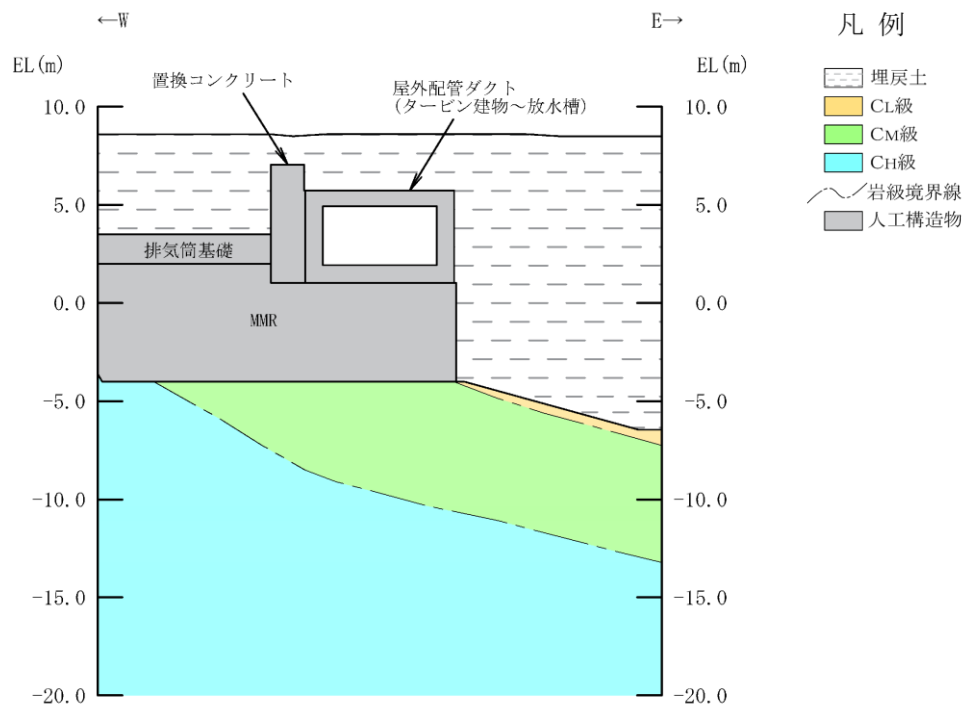 ←W
E→
凡 例
EL(m)
EL(m)
置換コンクリート
屋外配管ダクト
(タービン建物～放水槽)
埋戻土
CL級
CM級
CH級
岩級境界線
人工構造物
10.0
10.0
5.0
5.0
排気筒基礎
0.0
0.0
MMR
-5.0
-5.0
-10.0
-10.0
-15.0
-15.0
-20.0
-20.0